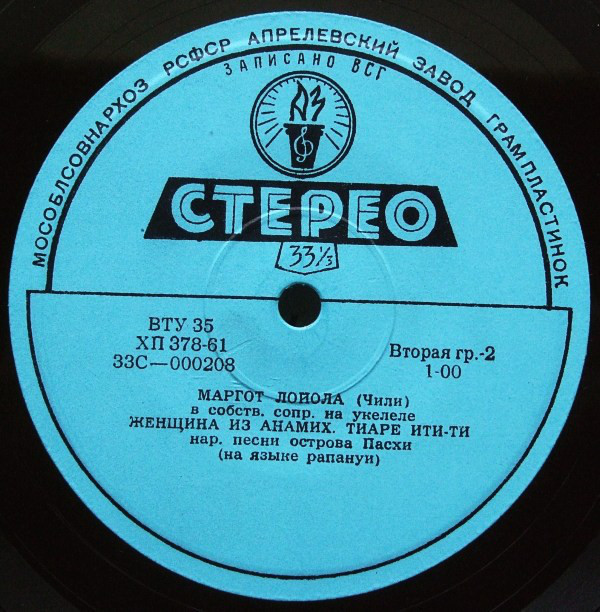 МОСОБЛСОВНАРХОЗ РСФСР АПРЕЛЕВСКИЙ ЗАВОД ГРАМПЛАСТИНОК
ЗАПИСАНО ВСГ
АЗ
СТЕРЕО
33⅓
ВТУ 35
ХП 378-61
33С—000208
Вторая гр.-2
1-00
МАРГОТ ЛОЙОЛА (Чили)
в собств. сопр. на укелеле
ЖЕНЩИНА ИЗ АНАМИХ. ТИАРЕ ИТИ-ТИ
нар. песни острова Пасхи
(на языке рапануи)